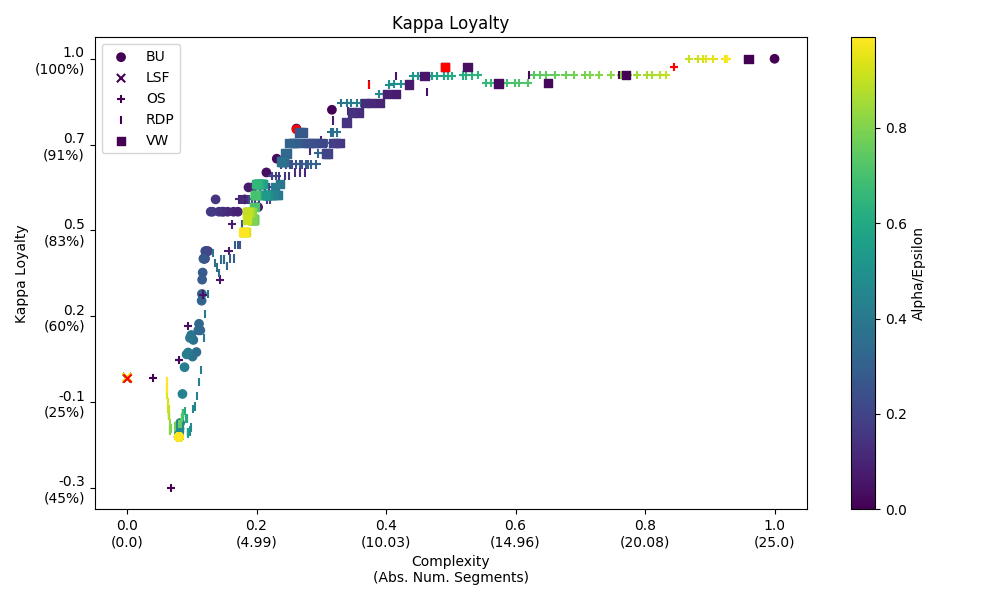 Kappa Loyalty
BU
LSF
OS
RDP
VW
Kappa Loyalty
1.0
(100%)
0.7
(91%)
0.5
(83%)
0.2
(60%)
-0.1
(25%)
-0.3
(45%)
0.0
(0.0)
0.2
(4.99)
0.4
(10.03)
0.6
(14.96)
0.8
(20.08)
1.0
(25.0)
Complexity
(Abs. Num. Segments)
0.8
0.6
0.4
0.2
0.0
Alpha/Epsilon